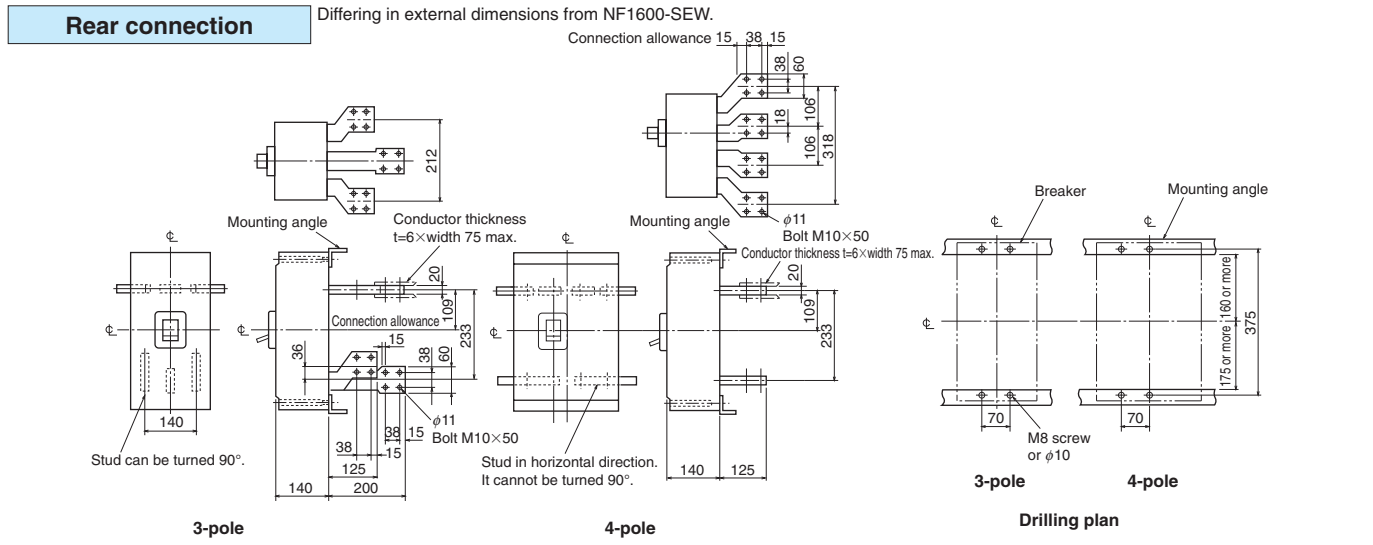 Rear connection
Differing in external dimensions from NF1600-SEW.
Connection allowance 15 38 15
38
60
106
18
106
318
212
φ11
Bolt M10×50
Conductor thickness t=6×width 75 max.
Mounting angle
Conductor thickness
t=6×width 75 max.
℄
℄
℄
20
109
233
Connection allowance
15
36
38
60
φ11
Bolt M10×50
38 15
38
15
125
140 200
140
Stud can be turned 90°.
3-pole
Mounting angle
℄
℄
20
109
233
Stud in horizontal direction.
It cannot be turned 90°.
140 125
4-pole
Breaker
Mounting angle
℄
℄
℄
160 or more
175 or more
375
70
70
M8 screw
or φ10
3-pole
4-pole
Drilling plan